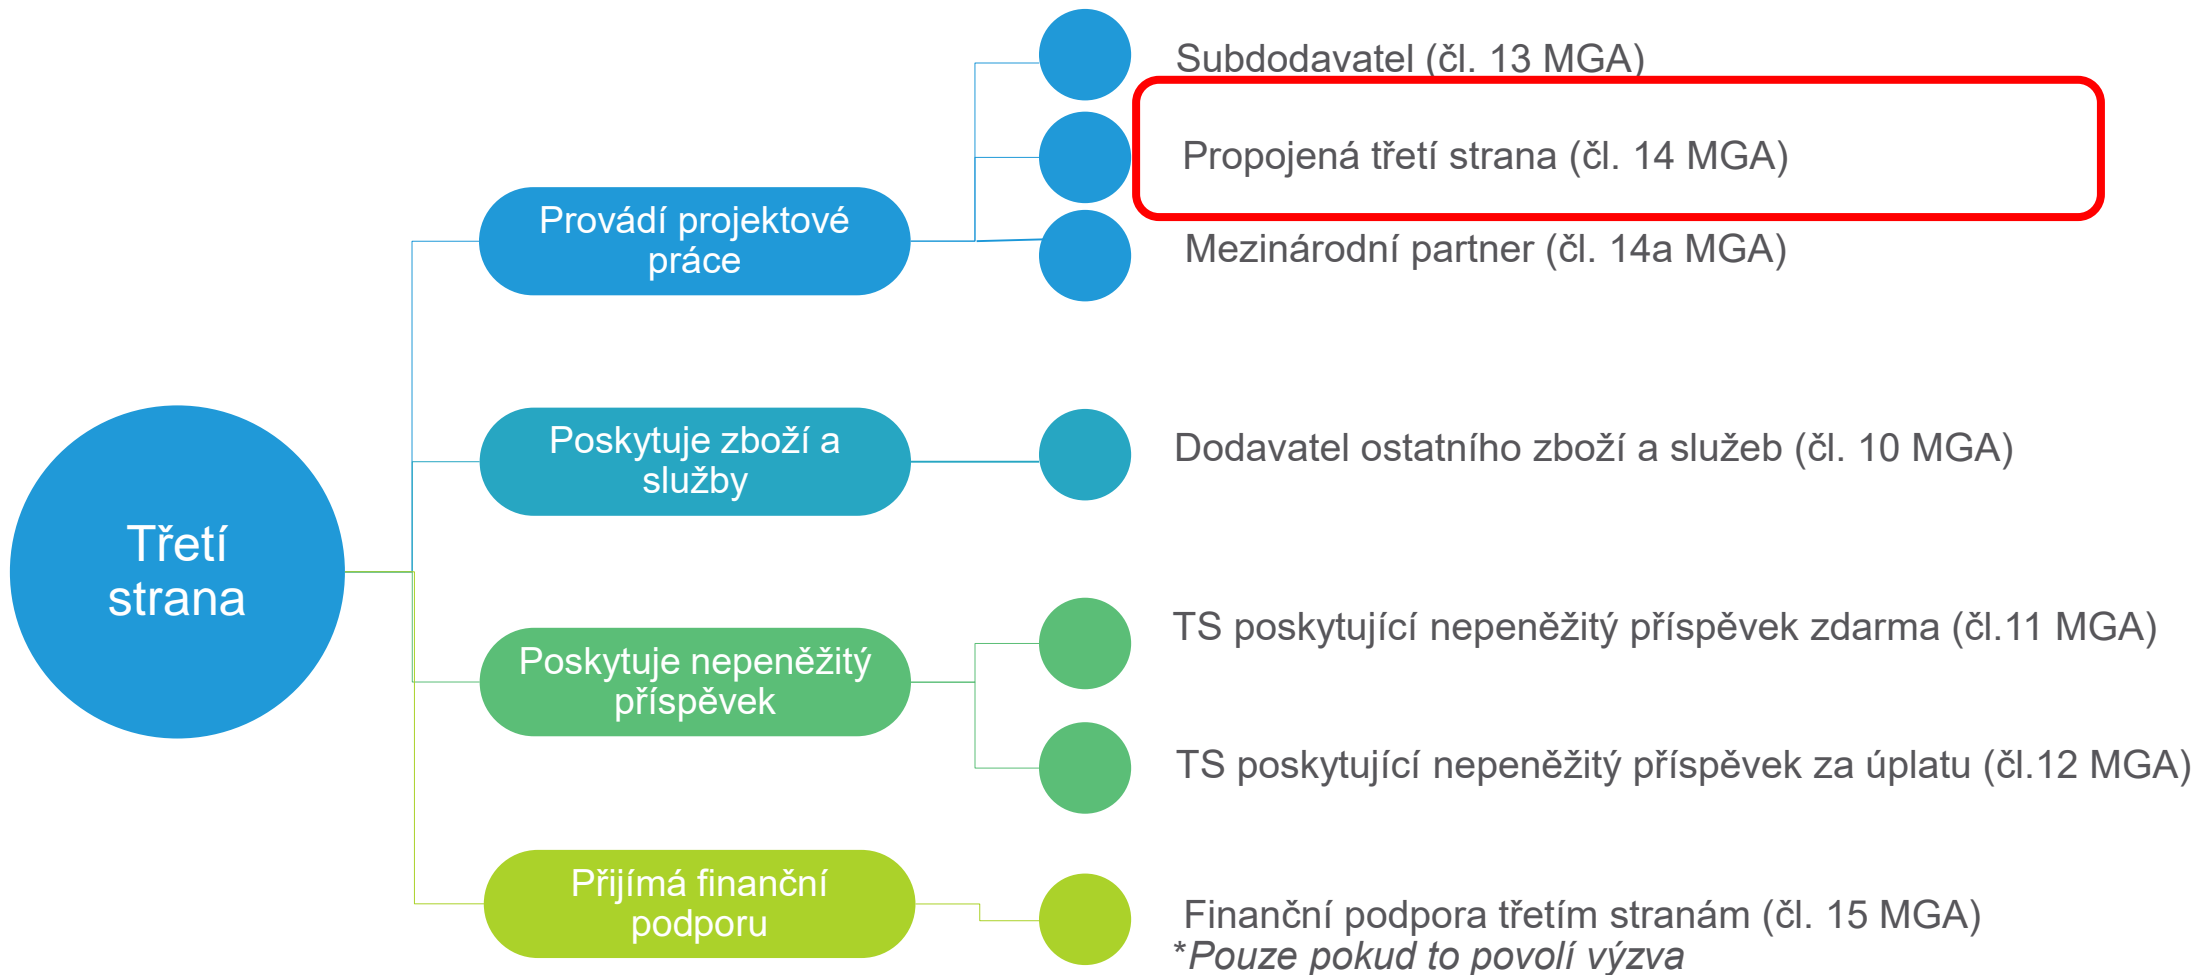 Třetí
strana
Provádí projektové
práce
Subdodavatel (čl. 13 MGA)
Propojená třetí strana (čl. 14 MGA)
Mezinárodní partner (čl. 14a MGA)
Poskytuje zboží a
služby
Dodavatel ostatního zboží a služeb (čl. 10 MGA)
Poskytuje nepeněžitý
příspěvek
TS poskytující nepeněžitý příspěvek zdarma (čl.11 MGA)
TS poskytující nepeněžitý příspěvek za úplatu (čl.12 MGA)
Přijímá finanční
podporu
Finanční podpora třetím stranám (čl. 15 MGA)
*Pouze pokud to povolí výzva